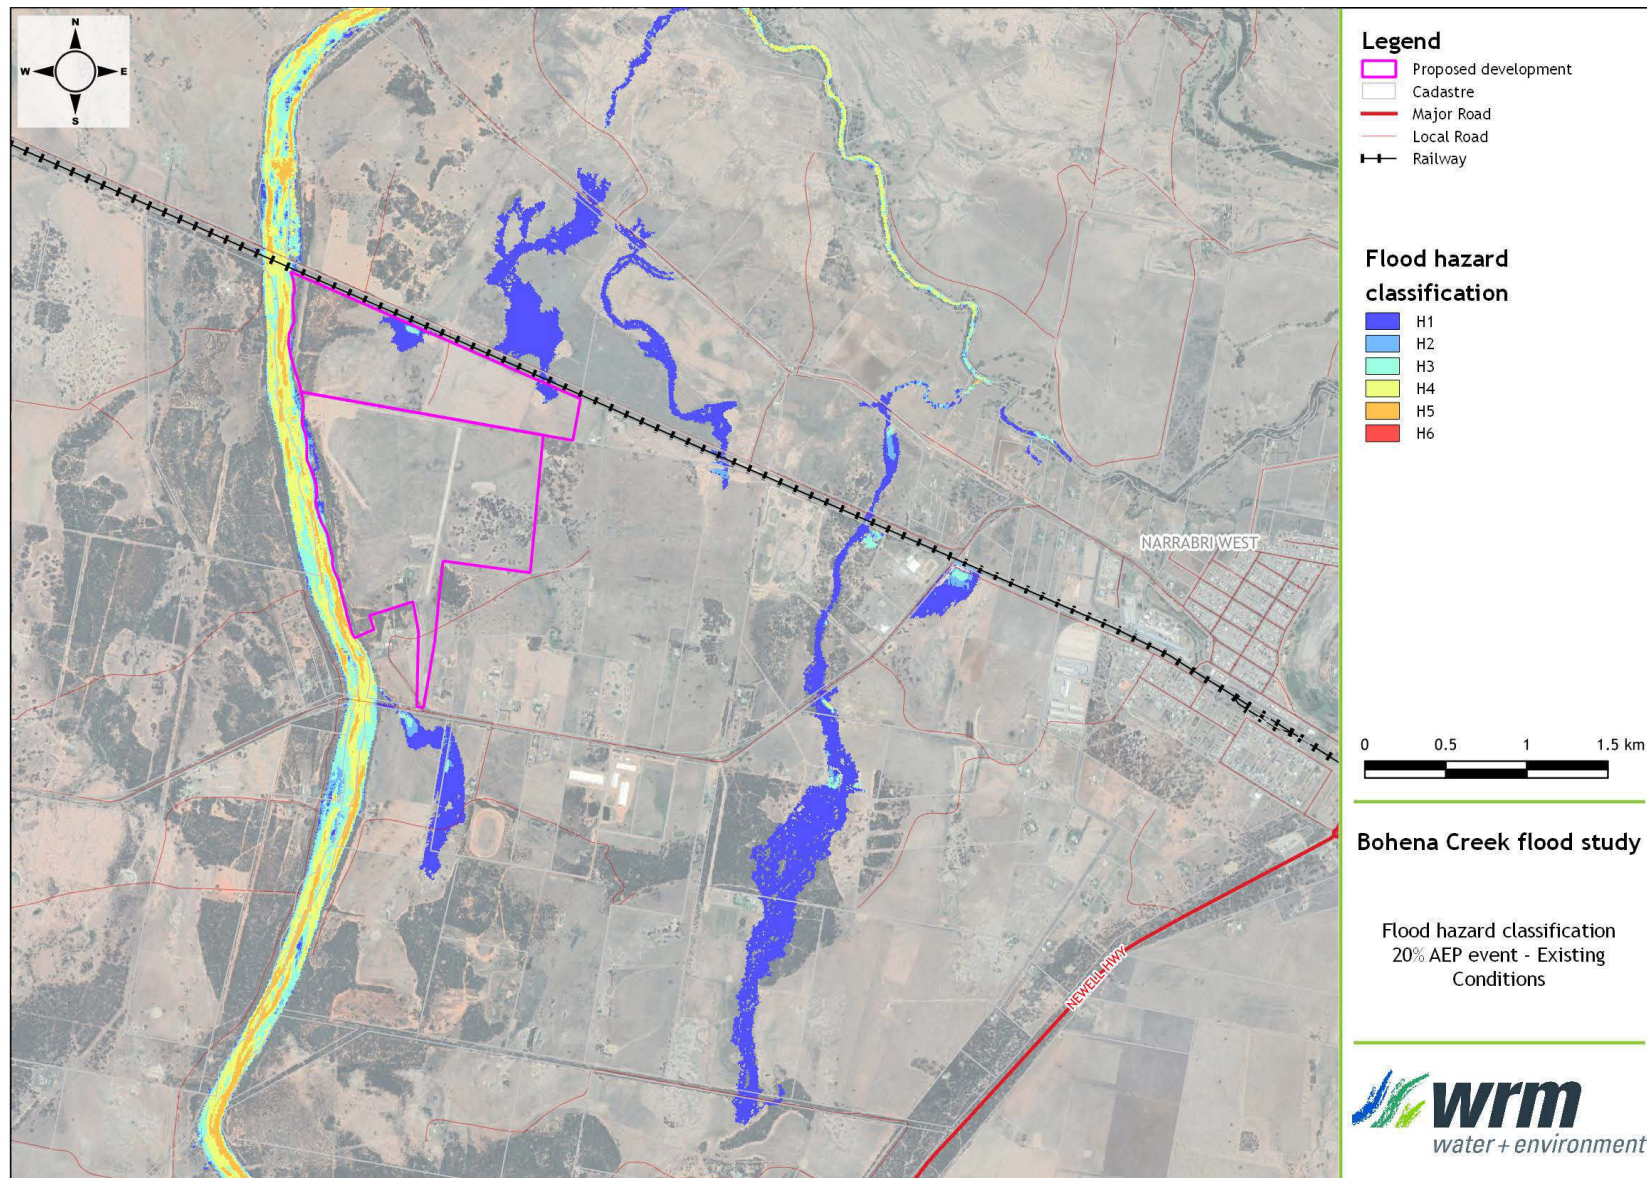 N
W
E
S
NARRABRI WEST
NEWELL HWY
Legend
Proposed development
Cadastre
Major Road
Local Road
Railway
Flood hazard
classification
H1
H2
H3
H4
H5
H6
0 0.5 1 1.5 km
Bohena Creek flood study
Flood hazard classification
20% AEP event - Existing
Conditions
wrm
water + environment